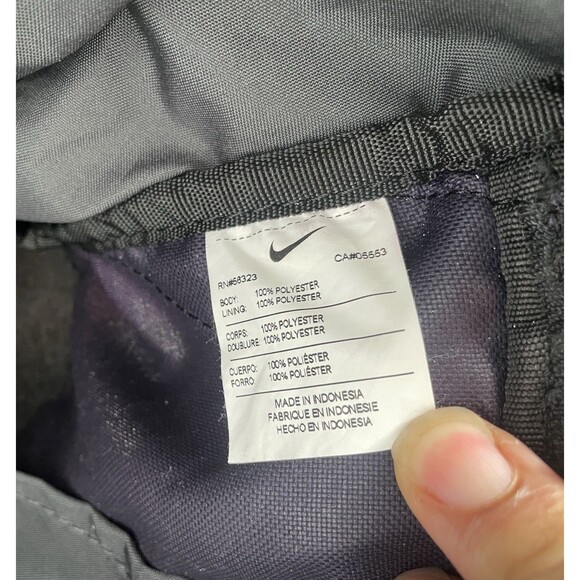 RN#56323 CA#05553
BODY: 100% POLYESTER
LINING: 100% POLYESTER
CORPS: 100% POLYESTER
DOUBLURE: 100% POLYESTER
CUERPO: 100% POLIÉSTER
FORRO: 100% POLIÉSTER
MADE IN INDONESIA
FABRIQUE EN INDONESIE
HECHO EN INDONESIA